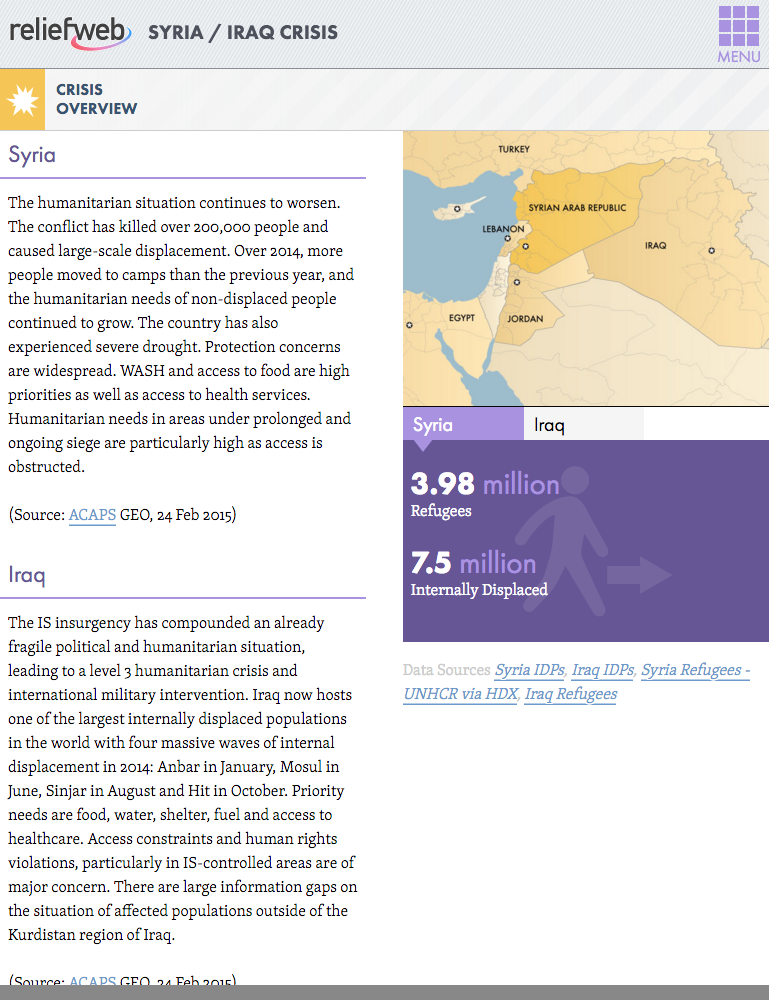 reliefweb SYRIA / IRAQ CRISIS
MENU
CRISIS
OVERVIEW
Syria
The humanitarian situation continues to worsen.
The conflict has killed over 200,000 people and
caused large-scale displacement. Over 2014, more
people moved to camps than the previous year, and
the humanitarian needs of non-displaced people
continued to grow. The country has also
experienced severe drought. Protection concerns
are widespread. WASH and access to food are high
priorities as well as access to health services.
Humanitarian needs in areas under prolonged and
ongoing siege are particularly high as access is
obstructed.
(Source: ACAPS GEO, 24 Feb 2015)
Iraq
The IS insurgency has compounded an already
fragile political and humanitarian situation,
leading to a level 3 humanitarian crisis and
international military intervention. Iraq now hosts
one of the largest internally displaced populations
in the world with four massive waves of internal
displacement in 2014: Anbar in January, Mosul in
June, Sinjar in August and Hit in October. Priority
needs are food, water, shelter, fuel and access to
healthcare. Access constraints and human rights
violations, particularly in IS-controlled areas are of
major concern. There are large information gaps on
the situation of affected populations outside of the
Kurdistan region of Iraq.
(Source: ACAPS GEO, 24 Feb 2015)
TURKEY
SYRIAN ARAB REPUBLIC
LEBANON
IRAQ
EGYPT
JORDAN
Syria
Iraq
3.98 million
Refugees
7.5 million
Internally Displaced
Data Sources Syria IDPs, Iraq IDPs, Syria Refugees -
UNHCR via HDX, Iraq Refugees